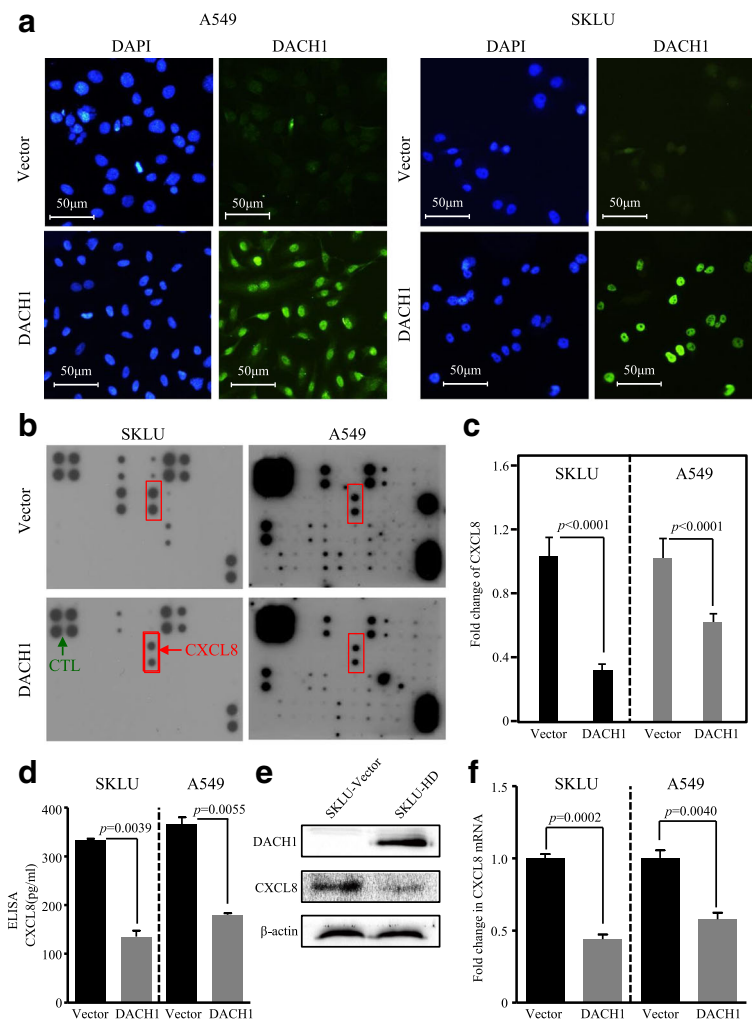 a
A549
SKLU
DAPI
DACH1
DAPI
DACH1
Vector
50μm
50μm
Vector
50μm
50μm
DACH1
50μm
50μm
DACH1
50μm
50μm
b
SKLU
A549
Vector
DACH1
CTL
CXCL8
c
1.6
1.2
0.8
0.4
0
Fold change of CXCL8
SKLU
A549
p<0.0001
p<0.0001
Vector
DACH1
Vector
DACH1
d
SKLU
A549
400
300
200
150
100
0
ELISA
CXCL8(pg/ml)
p=0.0039
p=0.0055
Vector
DACH1
Vector
DACH1
e
SKLU-Vector
SKLU-HD
DACH1
CXCL8
β-actin
f
SKLU
A549
1.5
1.0
0.5
0
Fold change in CXCL8 mRNA
p=0.0002
p=0.0040
Vector
DACH1
Vector
DACH1